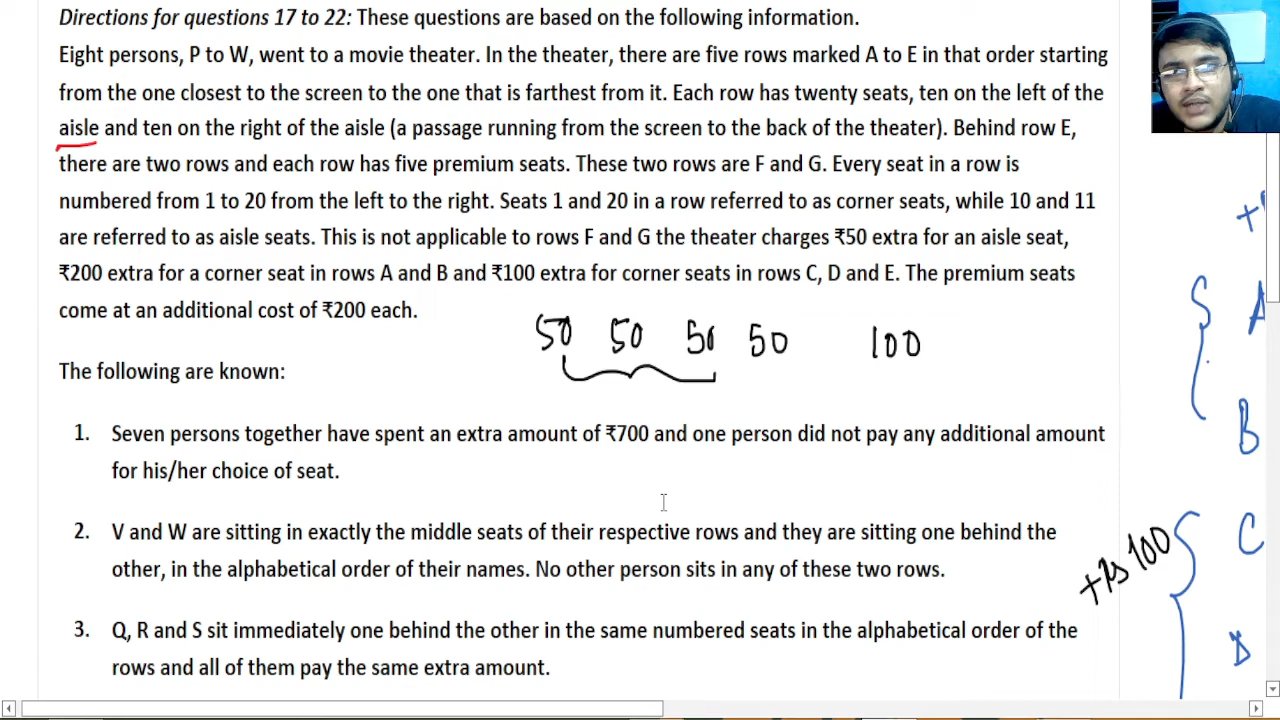 Directions for questions 17 to 22: These questions are based on the following information.
Eight persons, P to W, went to a movie theater. In the theater, there are five rows marked A to E in that order starting
from the one closest to the screen to the one that is farthest from it. Each row has twenty seats, ten on the left of the
aisle and ten on the right of the aisle (a passage running from the screen to the back of the theater). Behind row E,
there are two rows and each row has five premium seats. These two rows are F and G. Every seat in a row is
numbered from 1 to 20 from the left to the right. Seats 1 and 20 in a row referred to as corner seats, while 10 and 11
are referred to as aisle seats. This is not applicable to rows F and G the theater charges ₹50 extra for an aisle seat,
₹200 extra for a corner seat in rows A and B and ₹100 extra for corner seats in rows C, D and E. The premium seats
come at an additional cost of ₹200 each.
50 50 50 50 100
The following are known:
1. Seven persons together have spent an extra amount of ₹700 and one person did not pay any additional amount
for his/her choice of seat.
2. V and W are sitting in exactly the middle seats of their respective rows and they are sitting one behind the
other, in the alphabetical order of their names. No other person sits in any of these two rows.
3. Q, R and S sit immediately one behind the other in the same numbered seats in the alphabetical order of the
rows and all of them pay the same extra amount.
A
B
+Rs 100
C
D